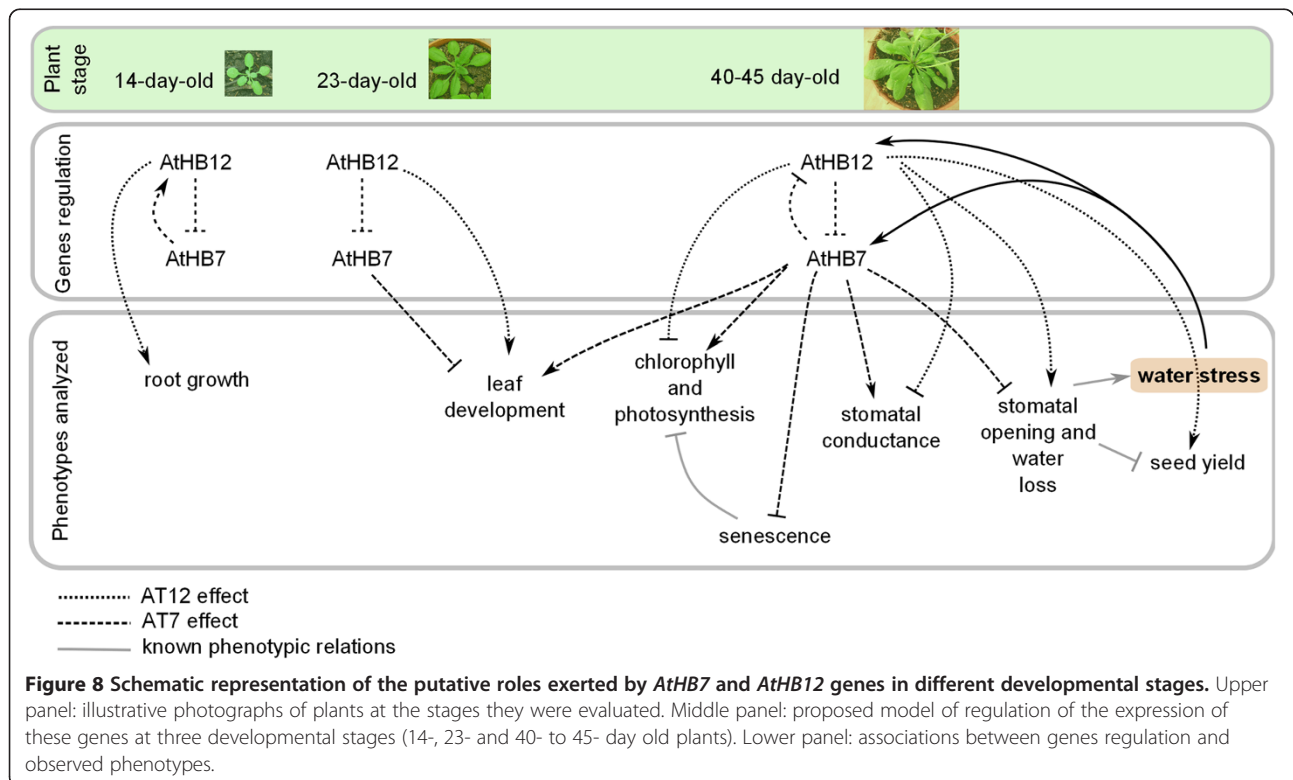 Plant
stage
14-day-old
23-day-old
40-45 day-old
Genes regulation
AtHB12
AtHB12
AtHB12
AtHB7
AtHB7
AtHB7
Phenotypes analyzed
root growth
leaf
development
chlorophyll
and
photosynthesis
stomatal
conductance
stomatal
opening and
water
loss
water stress
seed yield
senescence
AT12 effect
AT7 effect
known phenotypic relations
Figure 8 Schematic representation of the putative roles exerted by AtHB7 and AtHB12 genes in different developmental stages. Upper
panel: illustrative photographs of plants at the stages they were evaluated. Middle panel: proposed model of regulation of the expression of
these genes at three developmental stages (14-, 23- and 40- to 45- day old plants). Lower panel: associations between genes regulation and
observed phenotypes.